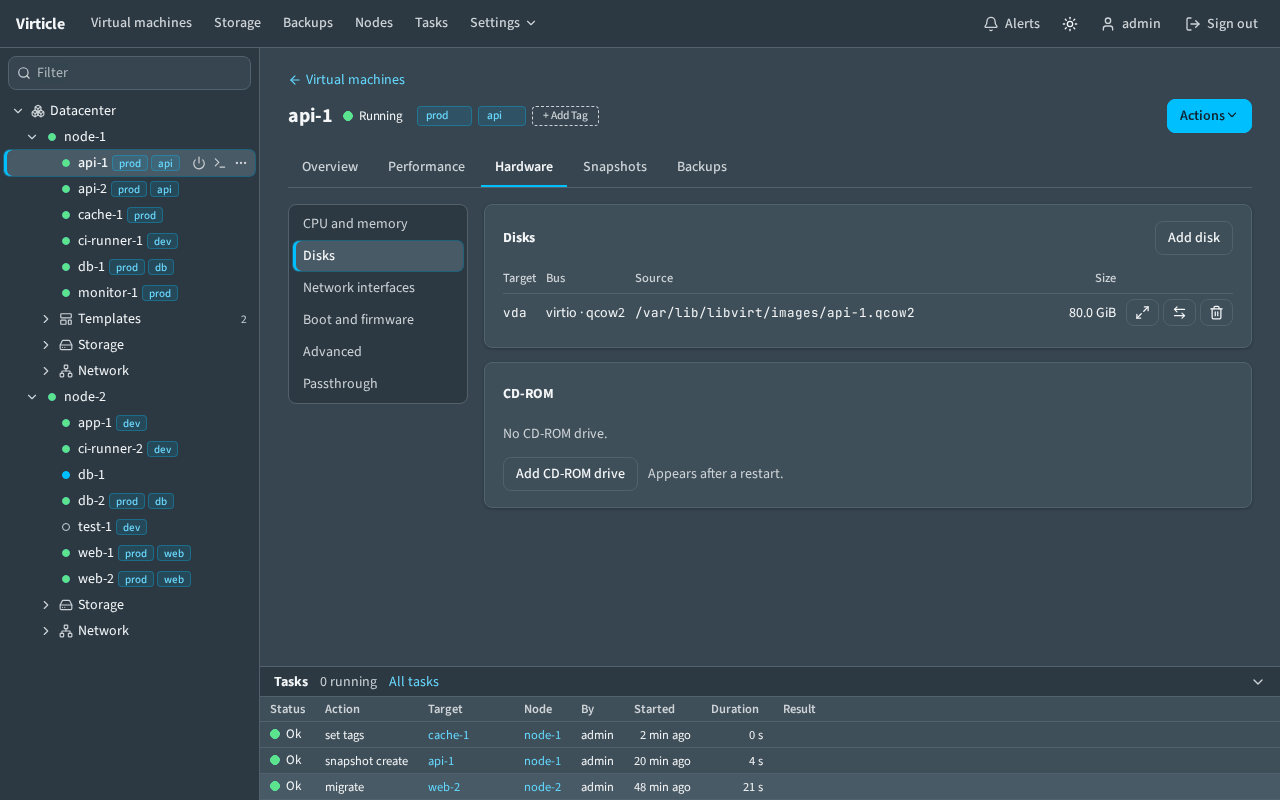 Virticle Virtual machines Storage Backups Nodes Tasks Settings Alerts admin Sign out
Filter
Datacenter
node-1
api-1 prod api
api-2 prod api
cache-1 prod
ci-runner-1 dev
db-1 prod db
monitor-1 prod
Templates 2
Storage
Network
node-2
app-1 dev
ci-runner-2 dev
db-1
db-2 prod db
test-1 dev
web-1 prod web
web-2 prod web
Storage
Network
Virtual machines
api-1 Running prod api + Add Tag Actions
Overview Performance Hardware Snapshots Backups
CPU and memory
Disks
Network interfaces
Boot and firmware
Advanced
Passthrough
Disks Add disk
Target Bus Source Size
vda virtio · qcow2 /var/lib/libvirt/images/api-1.qcow2 80.0 GiB
CD-ROM
No CD-ROM drive.
Add CD-ROM drive Appears after a restart.
Tasks 0 running All tasks
Status Action Target Node By Started Duration Result
Ok set tags cache-1 node-1 admin 2 min ago 0 s
Ok snapshot create api-1 node-1 admin 20 min ago 4 s
Ok migrate web-2 node-2 admin 48 min ago 21 s